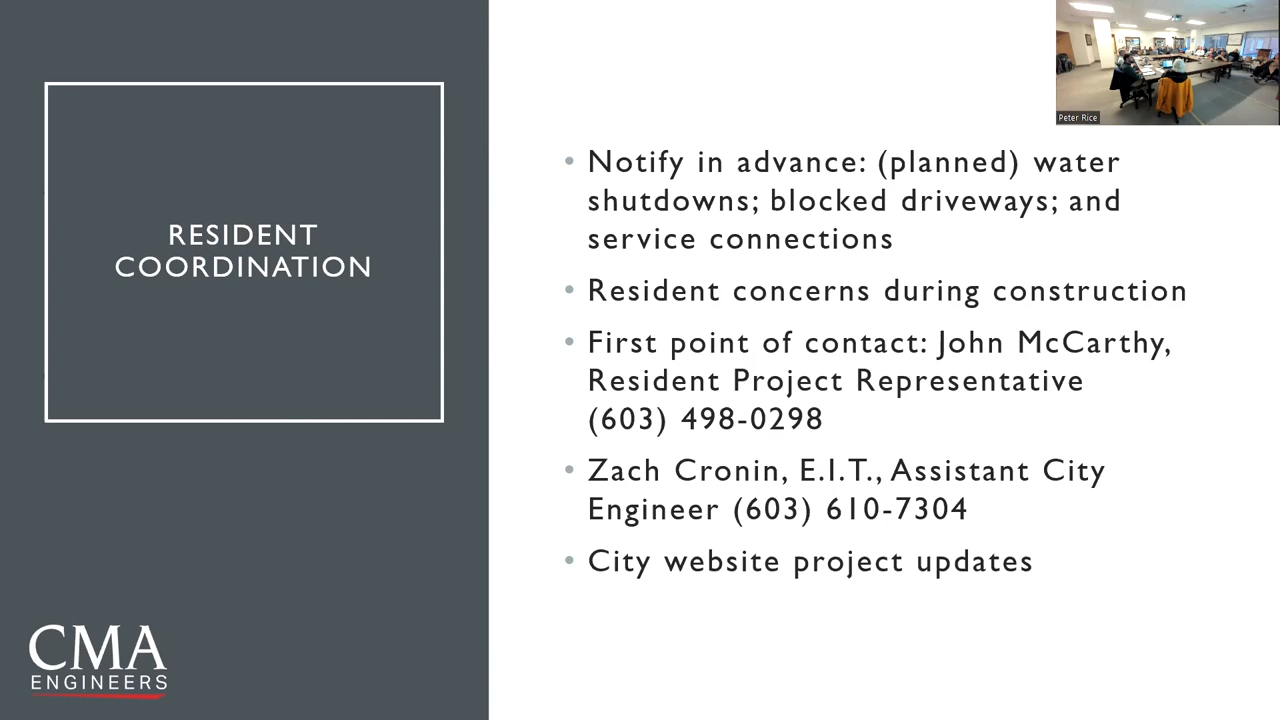 RESIDENT
COORDINATION
Peter Rice
• Notify in advance: (planned) water
shutdowns; blocked driveways; and
service connections
• Resident concerns during construction
• First point of contact: John McCarthy,
Resident Project Representative
(603) 498-0298
• Zach Cronin, E.I.T., Assistant City
Engineer (603) 610-7304
• City website project updates
CMA
ENGINEERS